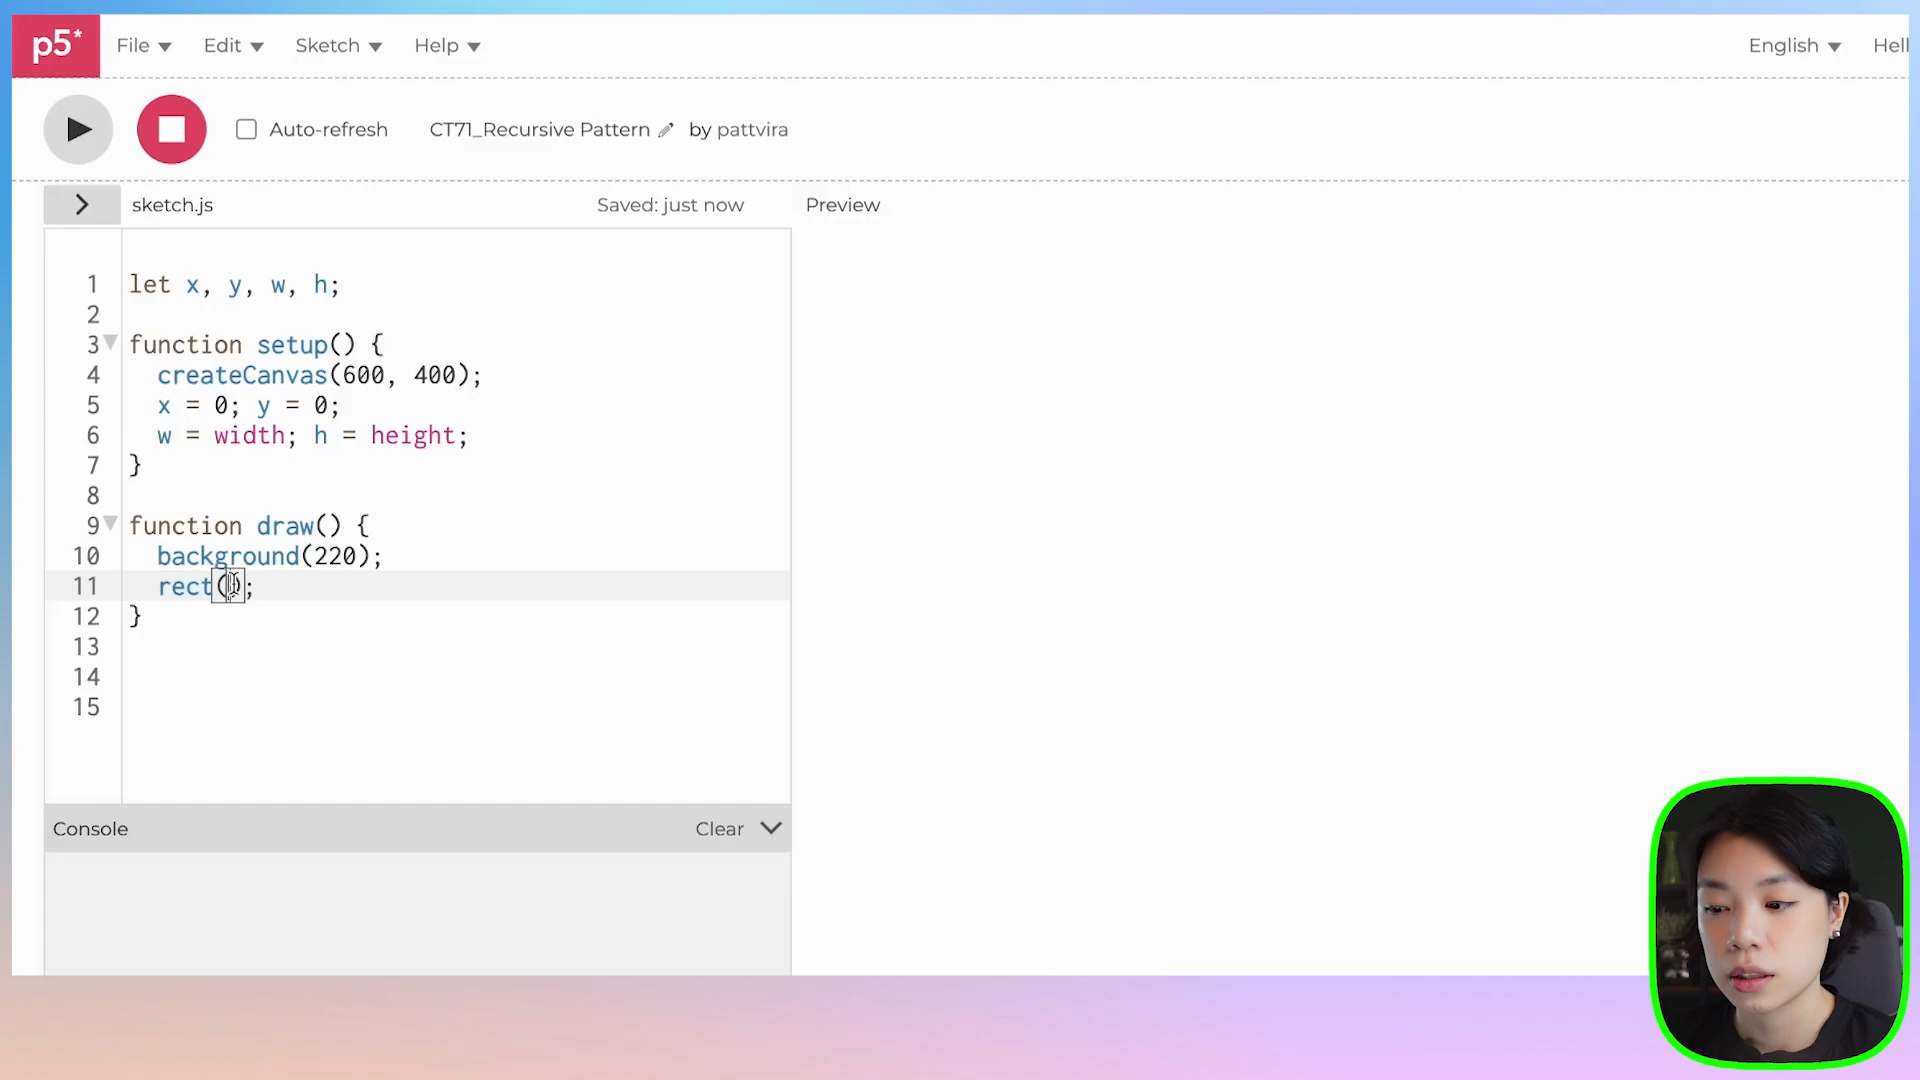 p5* File Edit Sketch Help English Hell
Auto-refresh CT71_Recursive Pattern by pattvira
sketch.js Saved: just now Preview
1 let x, y, w, h;
2
3 function setup() {
4 createCanvas(600, 400);
5 x = 0; y = 0;
6 w = width; h = height;
7 }
8
9 function draw() {
10 background(220);
11 rect();
12 }
13
14
15
Console Clear